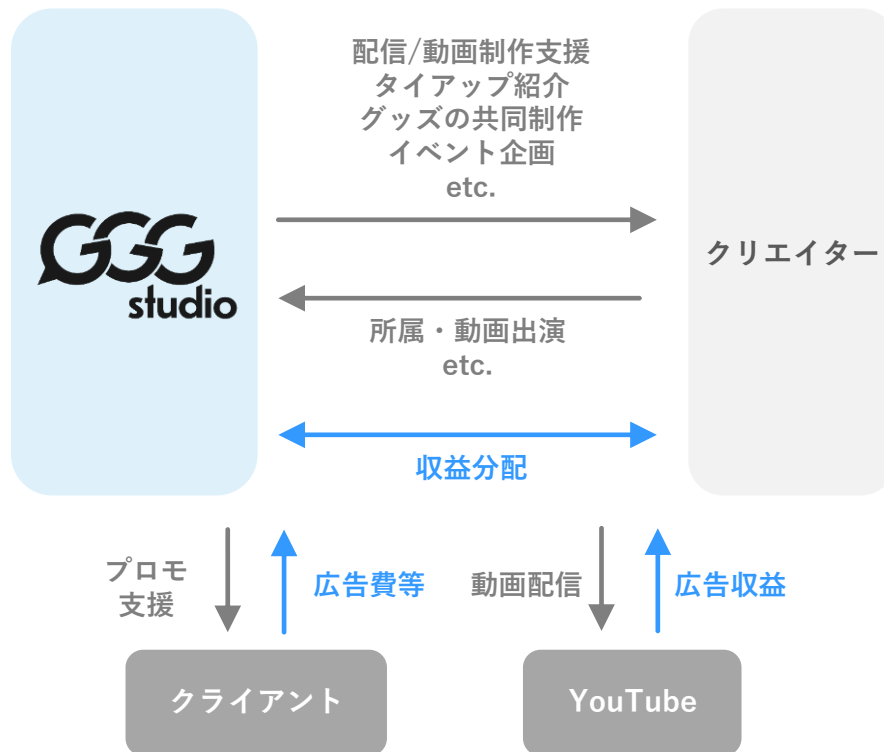 配信/動画制作支援
タイアップ紹介
グッズの共同制作
イベント企画
etc.
GGG
studio
クリエイター
所属・動画出演
etc.
収益分配
プロモ
支援
広告費等
動画配信
広告収益
クライアント
YouTube